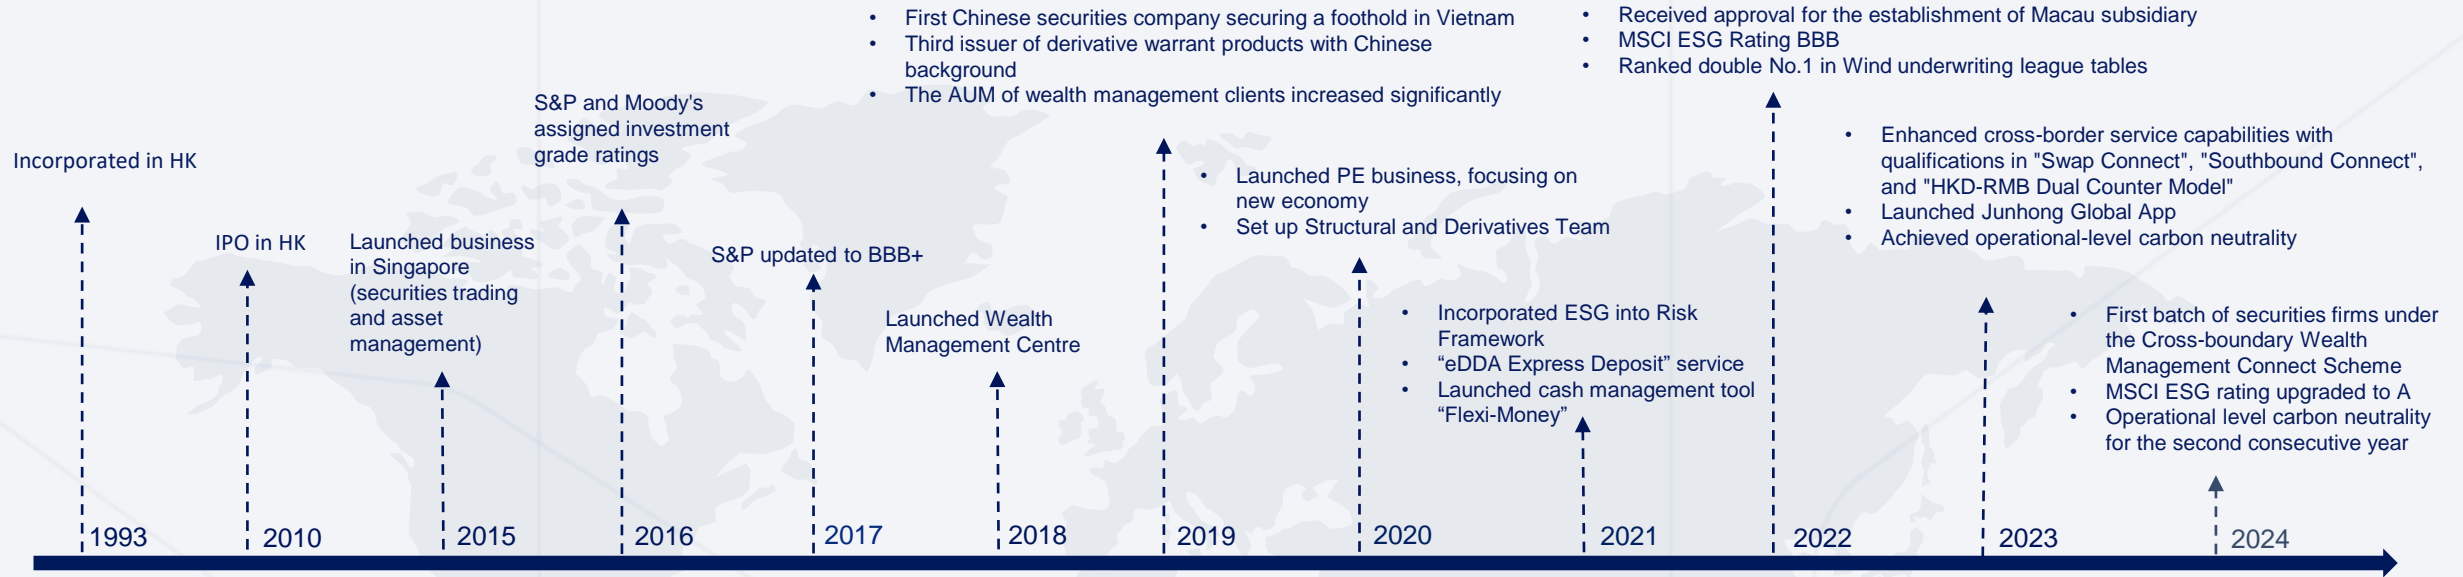 Incorporated in HK
1993
IPO in HK
2010
Launched business
in Singapore
(securities trading
and asset
management)
2015
S&P and Moody's
assigned investment
grade ratings
2016
S&P updated to BBB+
2017
Launched Wealth
Management Centre
2018
• First Chinese securities company securing a foothold in Vietnam
• Third issuer of derivative warrant products with Chinese
background
• The AUM of wealth management clients increased significantly
2019
• Launched PE business, focusing on
new economy
• Set up Structural and Derivatives Team
2020
• Incorporated ESG into Risk
Framework
• “eDDA Express Deposit” service
• Launched cash management tool
“Flexi-Money”
2021
• Received approval for the establishment of Macau subsidiary
• MSCI ESG Rating BBB
• Ranked double No.1 in Wind underwriting league tables
2022
• Enhanced cross-border service capabilities with
qualifications in "Swap Connect", "Southbound Connect",
and "HKD-RMB Dual Counter Model"
• Launched Junhong Global App
• Achieved operational-level carbon neutrality
2023
• First batch of securities firms under
the Cross-boundary Wealth
Management Connect Scheme
• MSCI ESG rating upgraded to A
• Operational level carbon neutrality
for the second consecutive year
2024